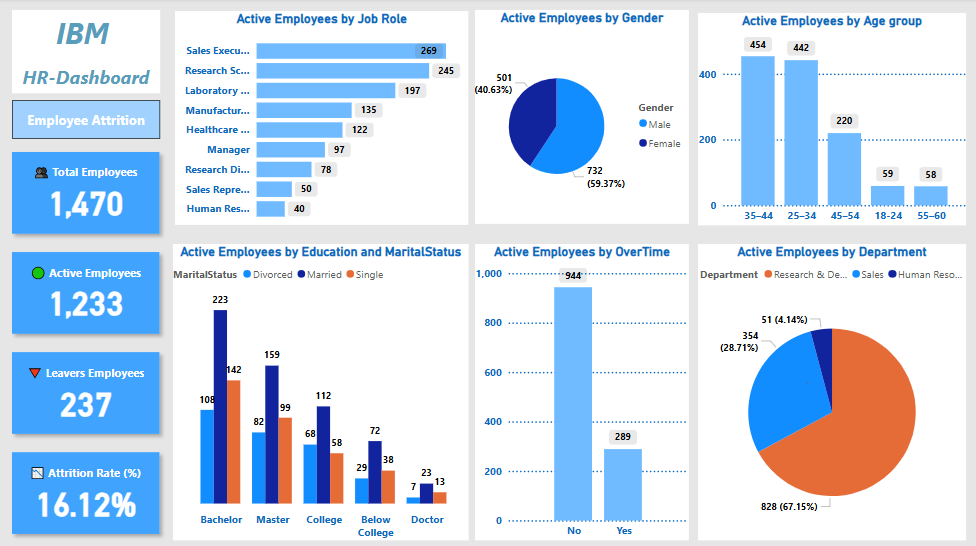 IBM
HR-Dashboard
Employee Attrition
Total Employees
1,470
Active Employees
1,233
Leavers Employees
237
Attrition Rate (%)
16.12%
Active Employees by Job Role
Sales Execu... 269
Research Sc... 245
Laboratory ... 197
Manufactur... 135
Healthcare ... 122
Manager 97
Research Di... 78
Sales Repre... 50
Human Res... 40
Active Employees by Gender
501
(40.63%)
732
(59.37%)
Gender
Male
Female
Active Employees by Age group
454 442 220 59 58
400
200
0
35–44 25–34 45–54 18-24 55–60
Active Employees by Education and MaritalStatus
MaritalStatus Divorced Married Single
223
159
142
108 112
82 99
68 72
58
29 38
7 23 13
Bachelor Master College Below Doctor
College
Active Employees by OverTime
1,000
944
800
600
400
289
200
0
No Yes
Active Employees by Department
Department Research & De... Sales Human Reso...
51 (4.14%)
354
(28.71%)
828 (67.15%)